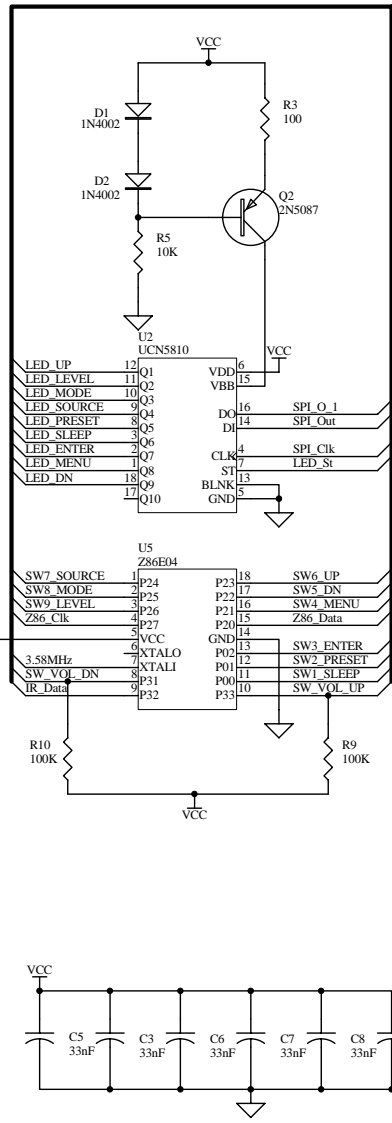 VCC
D1
1N4002
R3
100
D2
1N4002
Q2
2N5087
R5
10K
U2
UCN5810
LED_UP 12 Q1 VDD 6 VCC
LED_LEVEL 11 Q2 VBB 15
LED_MODE 10 Q3
LED_SOURCE 9 Q4 DO 16 SPI_O_1
LED_PRESET 8 Q5 DI 14 SPI_Out
LED_SLEEP 3 Q6
LED_ENTER 2 Q7 CLK 4 SPI_Clk
LED_MENU 1 Q8 ST 7 LED_St
LED_DN 18 Q9 BLNK 13
17 Q10 GND 5
U5
Z86E04
SW7_SOURCE 1 P24 P23 18 SW6_UP
SW8_MODE 2 P25 P22 17 SW5_DN
SW9_LEVEL 3 P26 P21 16 SW4_MENU
Z86_Clk 4 P27 P20 15 Z86_Data
5 VCC GND 14
6 XTALO P02 13 SW3_ENTER
3.58MHz 7 XTALI P01 12 SW2_PRESET
SW_VOL_DN 8 P31 P00 11 SW1_SLEEP
IR_Data 9 P32 P33 10 SW_VOL_UP
R10
100K
R9
100K
VCC
VCC
C5 C3 C6 C7 C8
33nF 33nF 33nF 33nF 33nF